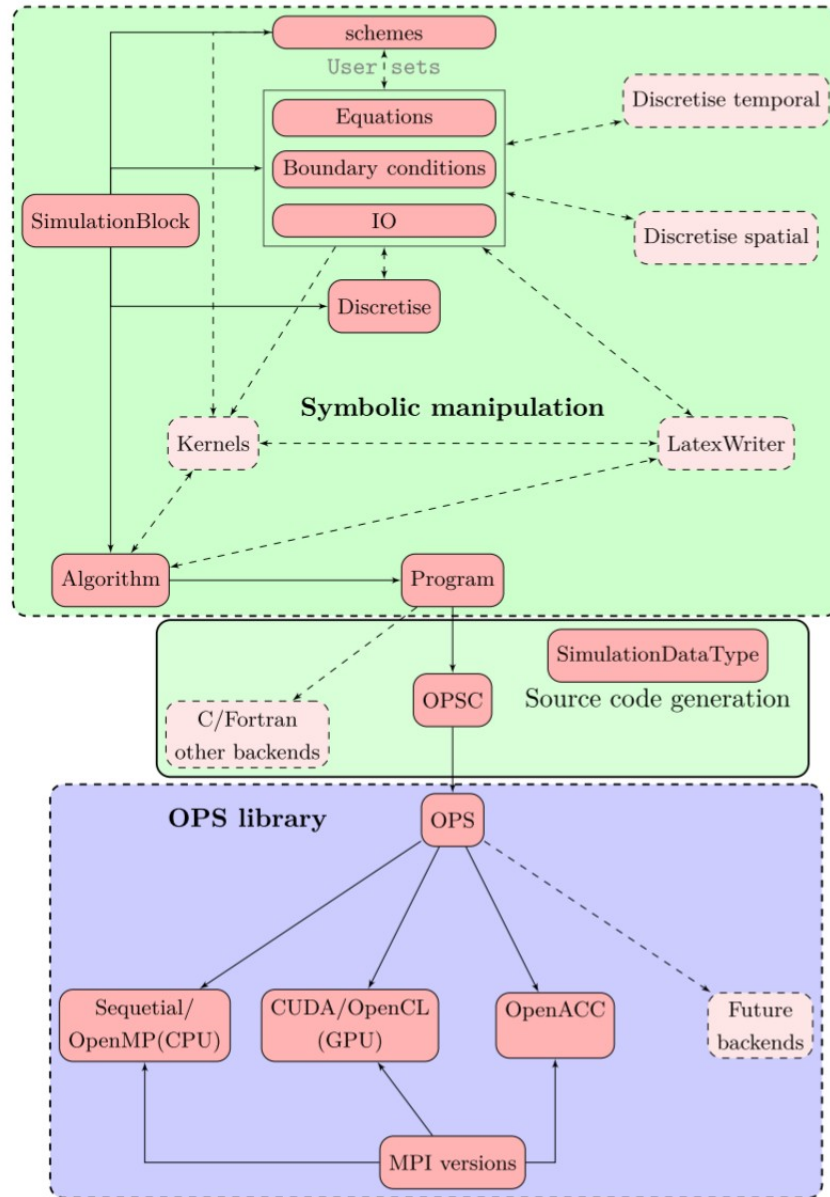 schemes
User sets
Equations
Discretise temporal
Boundary conditions
SimulationBlock
IO
Discretise spatial
Discretise
Symbolic manipulation
Kernels
LatexWriter
Algorithm
Program
SimulationDataType
Source code generation
OPSC
C/Fortran
other backends
OPS library
OPS
Sequetial/
OpenMP(CPU)
CUDA/OpenCL
(GPU)
OpenACC
Future
backends
MPI versions